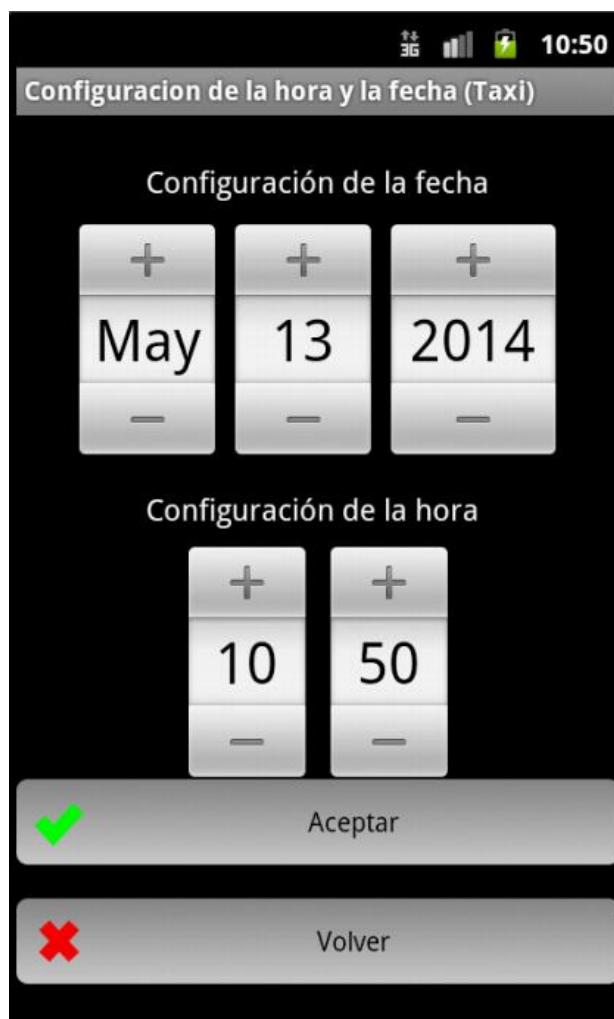 3G 10:50
Configuracion de la hora y la fecha (Taxi)
Configuración de la fecha
+ + +
May 13 2014
− − −
Configuración de la hora
+ +
10 50
− −
Aceptar
Volver